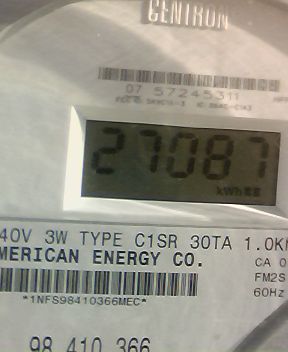 CENTRON
07 57245311
27087
kWh
40V 3W TYPE C1SR 30TA 1.0K
MERICAN ENERGY CO.
CA 0
FM2S
60Hz
*1NFS98410366MEC*
98 410 366